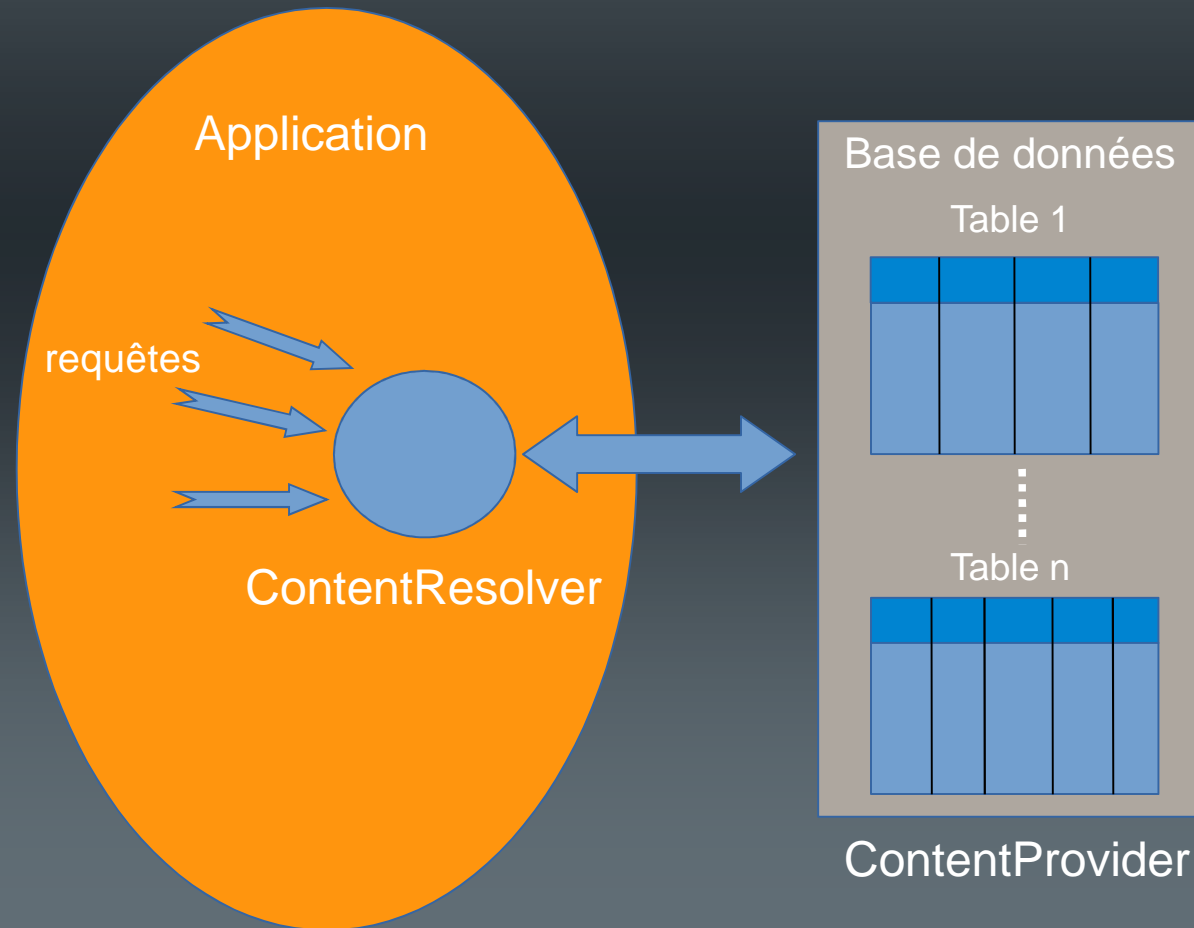 Application
requêtes
ContentResolver
Base de données
Table 1
Table n
ContentProvider